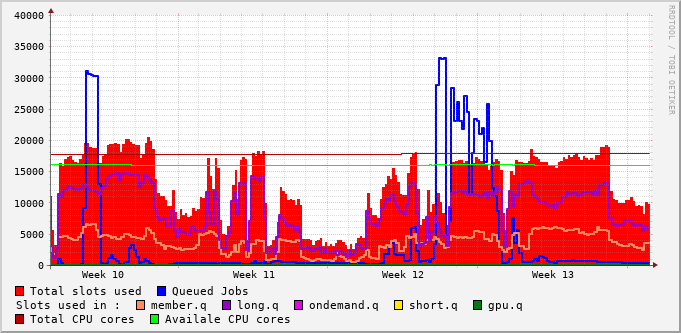 40000
35000
30000
25000
20000
15000
10000
5000
0
Week 10 Week 11 Week 12 Week 13
RRDTOOL / TOBI OETIKER
Total slots used Queued Jobs
Slots used in : member.q long.q ondemand.q short.q gpu.q
Total CPU cores Availale CPU cores